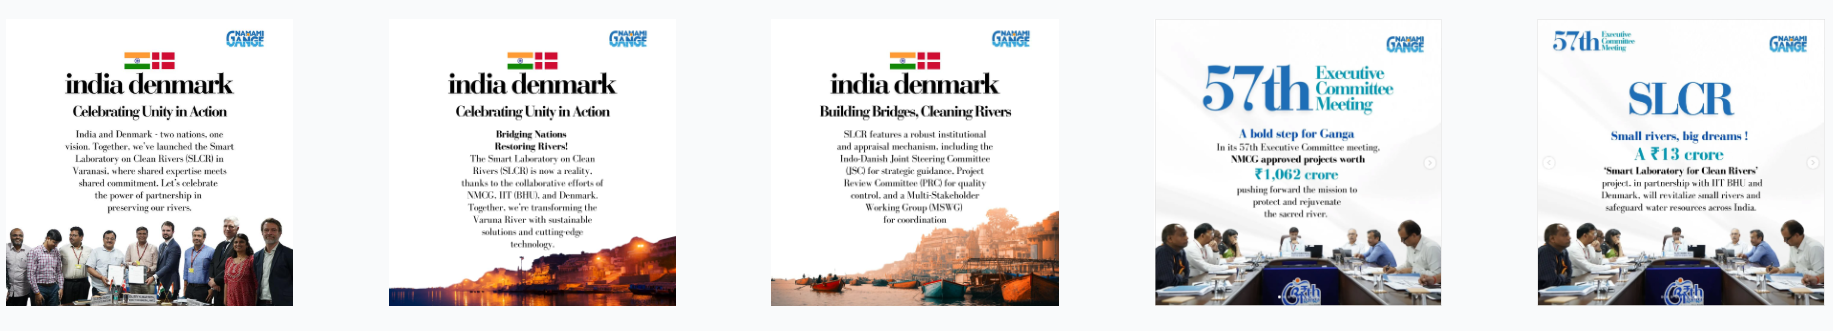 NAMAMI
GANGE
india denmark
Celebrating Unity in Action
India and Denmark - two nations, one
vision. Together, we've launched the Smart
Laboratory on Clean Rivers (SLCR) in
Varanasi, where shared expertise meets
shared commitment. Let's celebrate
the power of partnership in
preserving our rivers.
NAMAMI
GANGE
india denmark
Celebrating Unity in Action
Bridging Nations
Restoring Rivers!
The Smart Laboratory on Clean
Rivers (SLCR) is now a reality,
thanks to the collaborative efforts of
NMCG, IIT (BHU), and Denmark.
Together, we're transforming the
Varuna River with sustainable
solutions and cutting-edge
technology.
NAMAMI
GANGE
india denmark
Building Bridges, Cleaning Rivers
SLCR features a robust institutional
and appraisal mechanism, including the
Indo-Danish Joint Steering Committee
(JSC) for strategic guidance, Project
Review Committee (PRC) for quality
control, and a Multi-Stakeholder
Working Group (MSWG)
for coordination
NAMAMI
GANGE
57th Executive
Committee
Meeting
A bold step for Ganga
In its 57th Executive Committee meeting,
NMCG approved projects worth
₹1,062 crore
pushing forward the mission to
protect and rejuvenate
the sacred river.
57th Executive
Committee
Meeting
NAMAMI
GANGE
SLCR
Small rivers, big dreams !
A ₹13 crore
'Smart Laboratory for Clean Rivers'
project, in partnership with IIT BHU and
Denmark, will revitalize small rivers and
safeguard water resources across India.